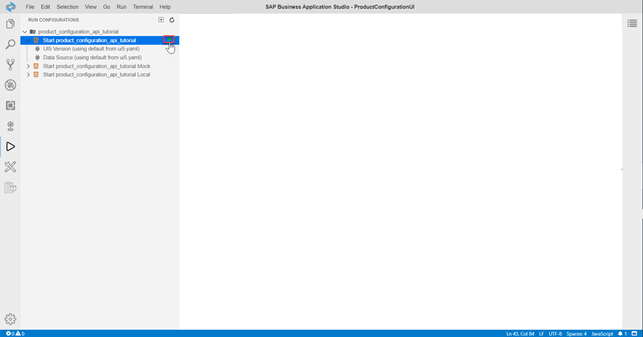 File Edit Selection View Go Run Terminal Help
SAP Business Application Studio - ProductConfigurationUI
RUN CONFIGURATIONS
product_configuration_api_tutorial
Start product_configuration_api_tutorial
UI5 Version (using default from ui5.yaml)
Data Source (using default from ui5.yaml)
Start product_configuration_api_tutorial Mock
Start product_configuration_api_tutorial Local
0 0 Ln 43, Col 84 LF UTF-8 Spaces: 4 JavaScript 1